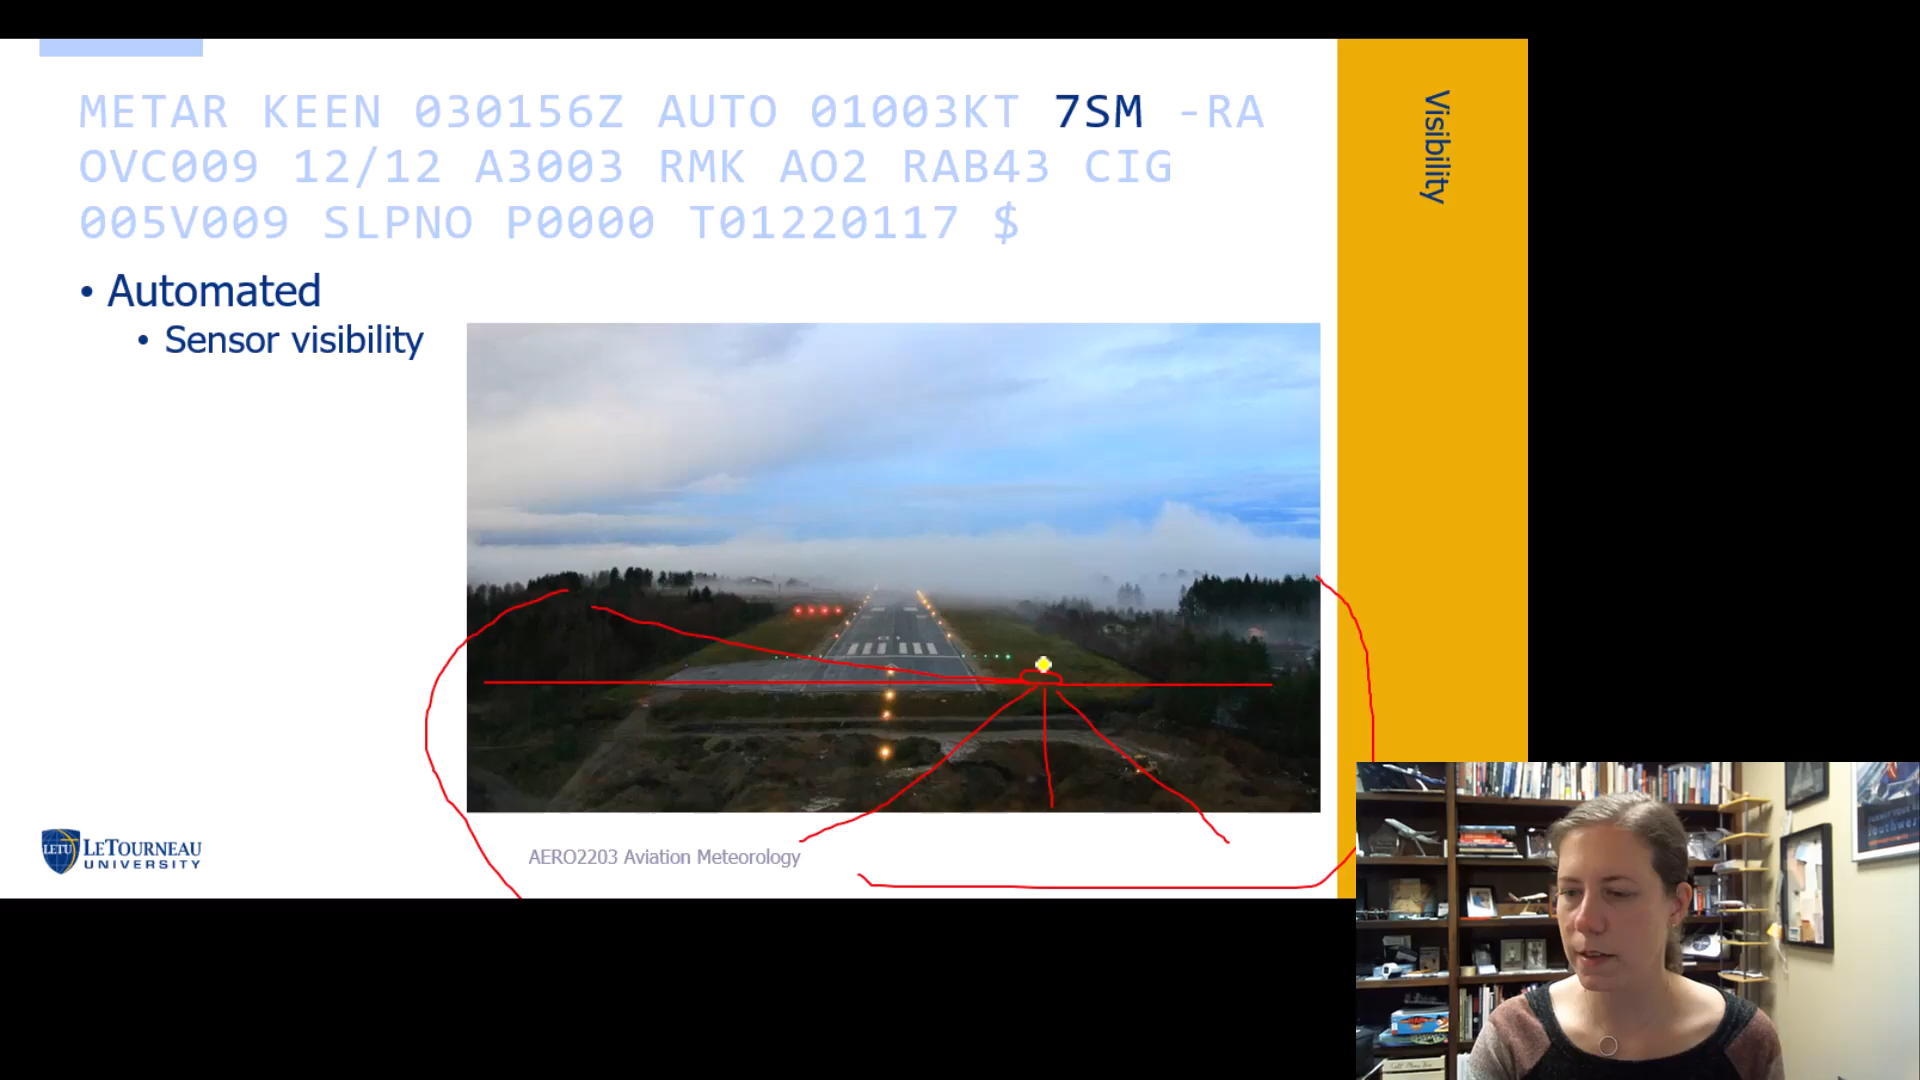 METAR KEEN 030156Z AUTO 01003KT 7SM -RA
OVC009 12/12 A3003 RMK AO2 RAB43 CIG
005V009 SLPNO P0000 T01220117 $
• Automated
• Sensor visibility
Visibility
LETU LETOURNEAU
UNIVERSITY
AERO2203 Aviation Meteorology